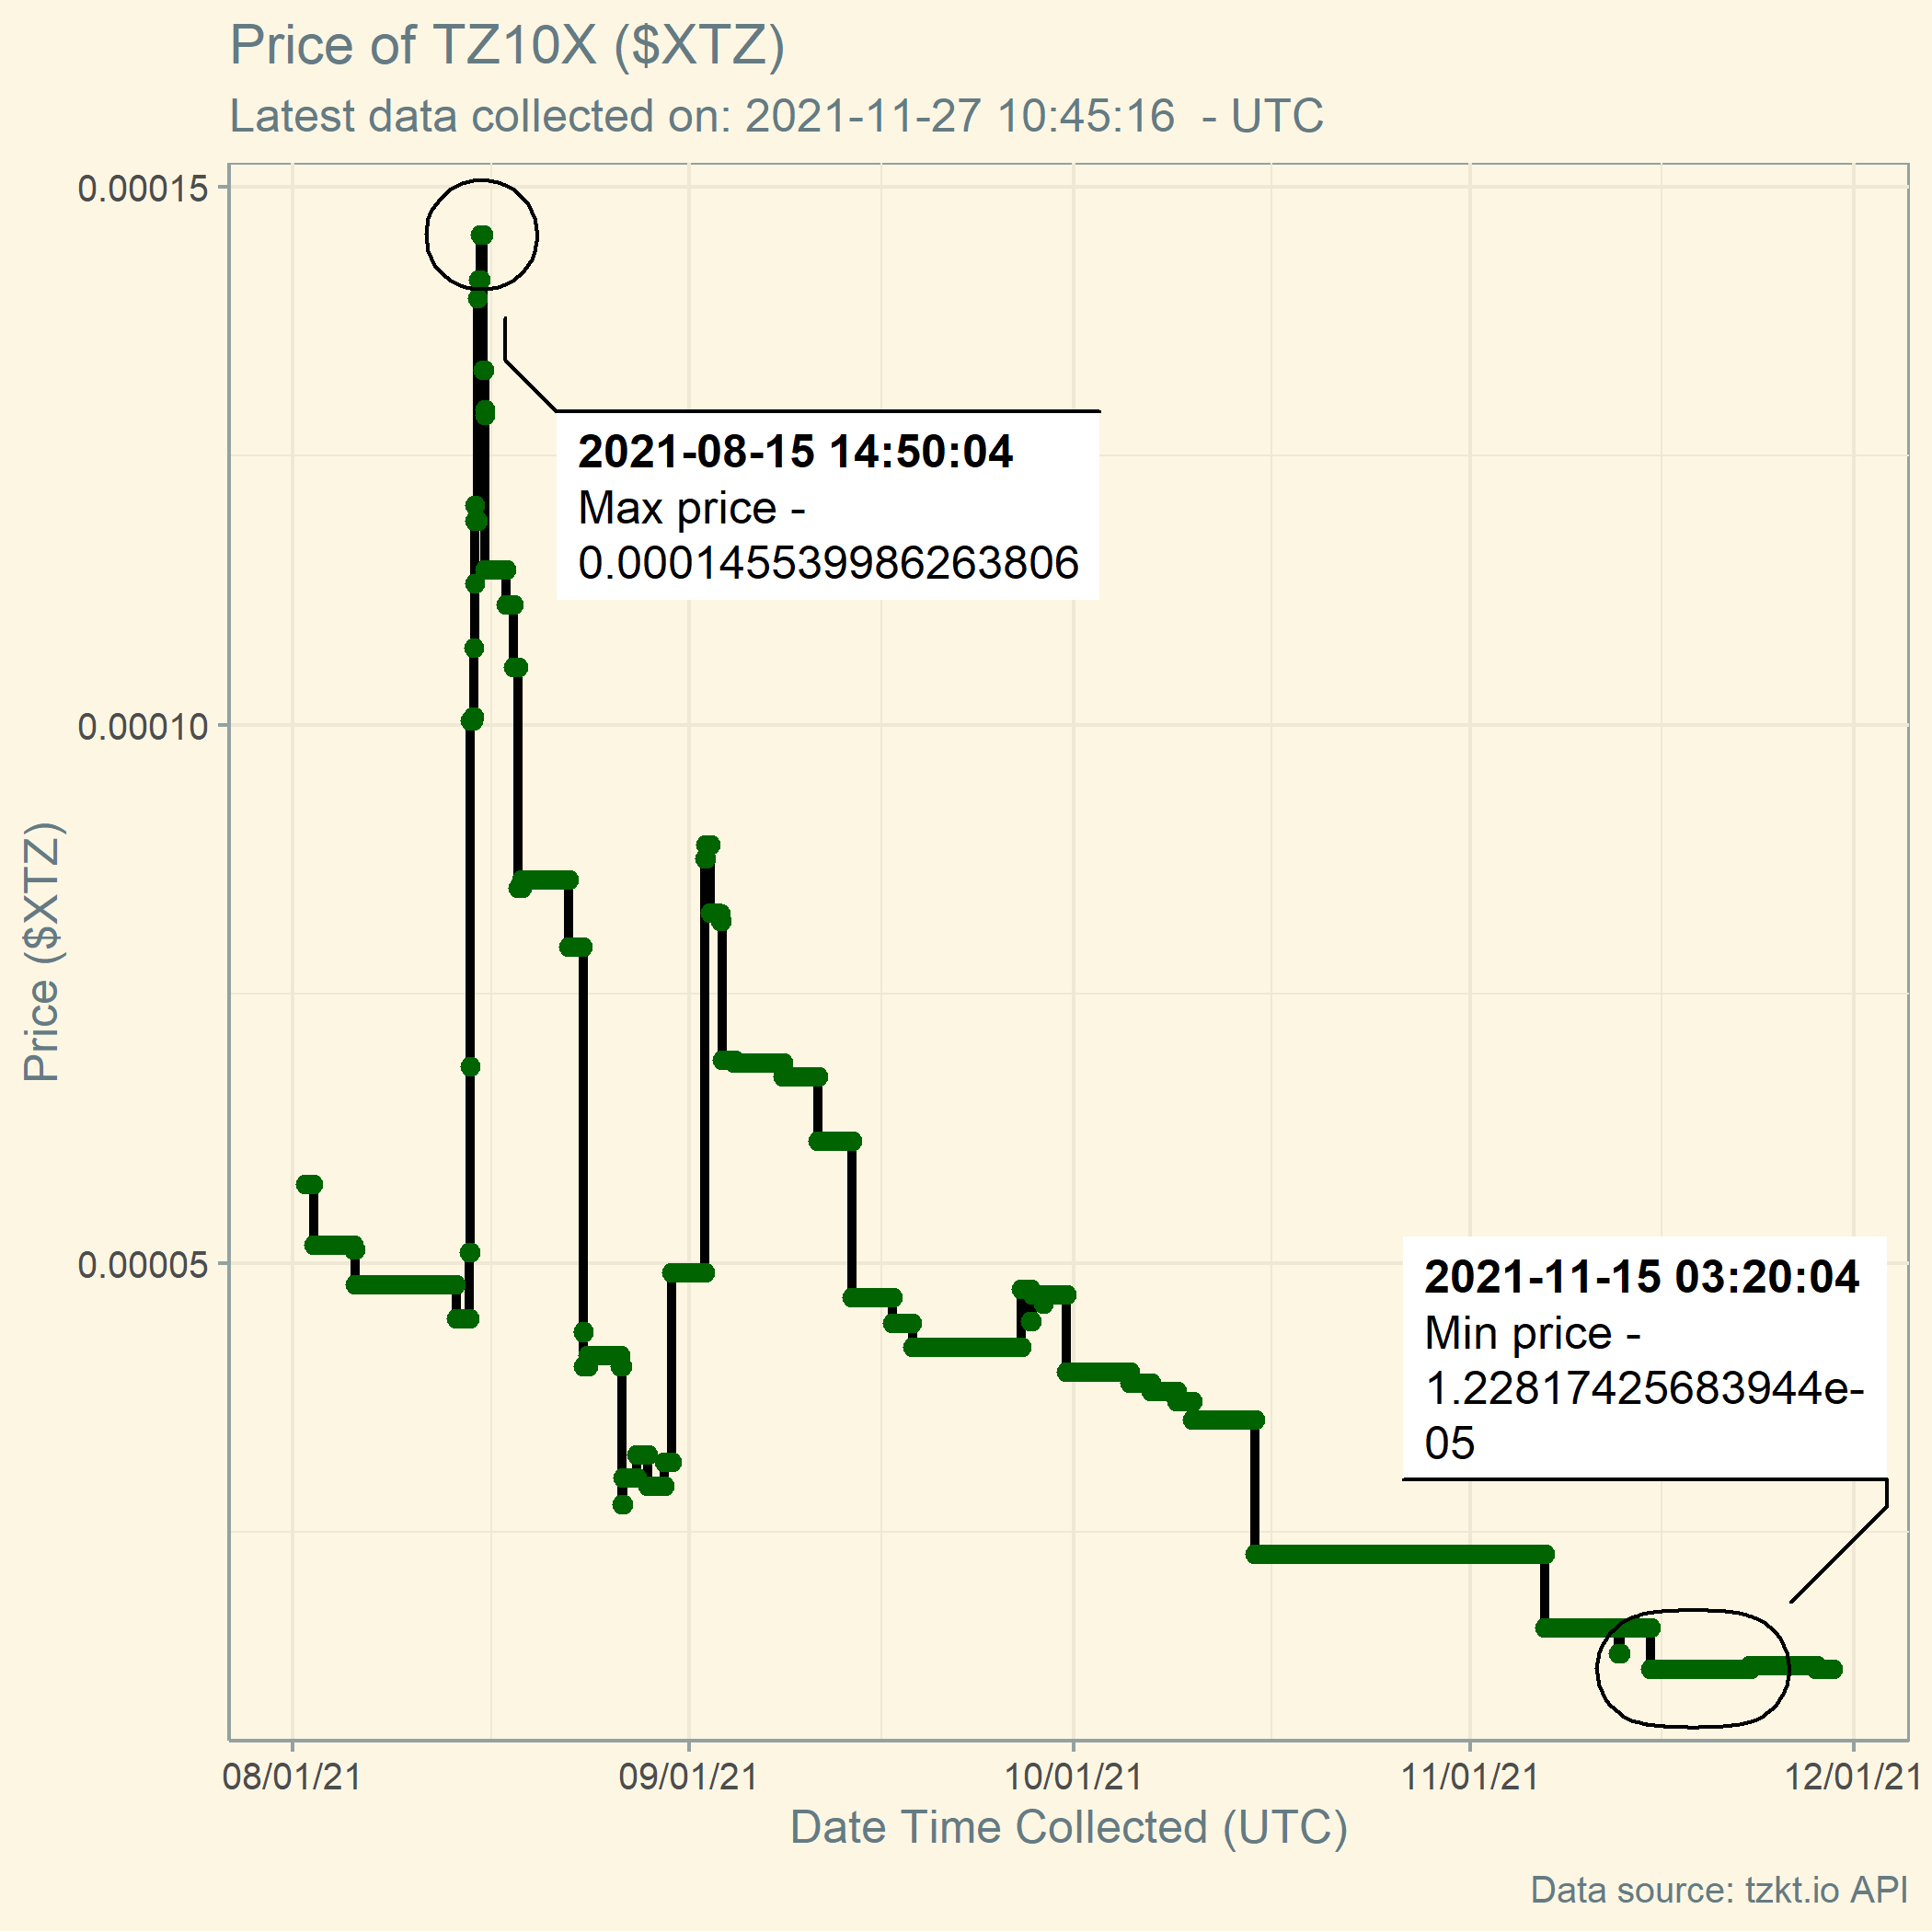 Price of TZ10X ($XTZ)
Latest data collected on: 2021-11-27 10:45:16  - UTC
0.00015
0.00010
0.00005
Price ($XTZ)
2021-08-15 14:50:04
Max price -
0.000145539986263806
2021-11-15 03:20:04
Min price -
1.22817425683944e-
05
08/01/21
09/01/21
10/01/21
11/01/21
12/01/21
Date Time Collected (UTC)
Data source: tzkt.io API